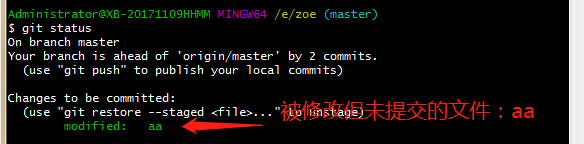 Administrator@XB-20171109HHMM MINGW64 /e/zoe (master)
$ git status
On branch master
Your branch is ahead of 'origin/master' by 2 commits.
  (use "git push" to publish your local commits)

Changes to be committed:
  (use "git restore --staged <file>..." to unstage)
        modified:   aa
被修改但未提交的文件：aa